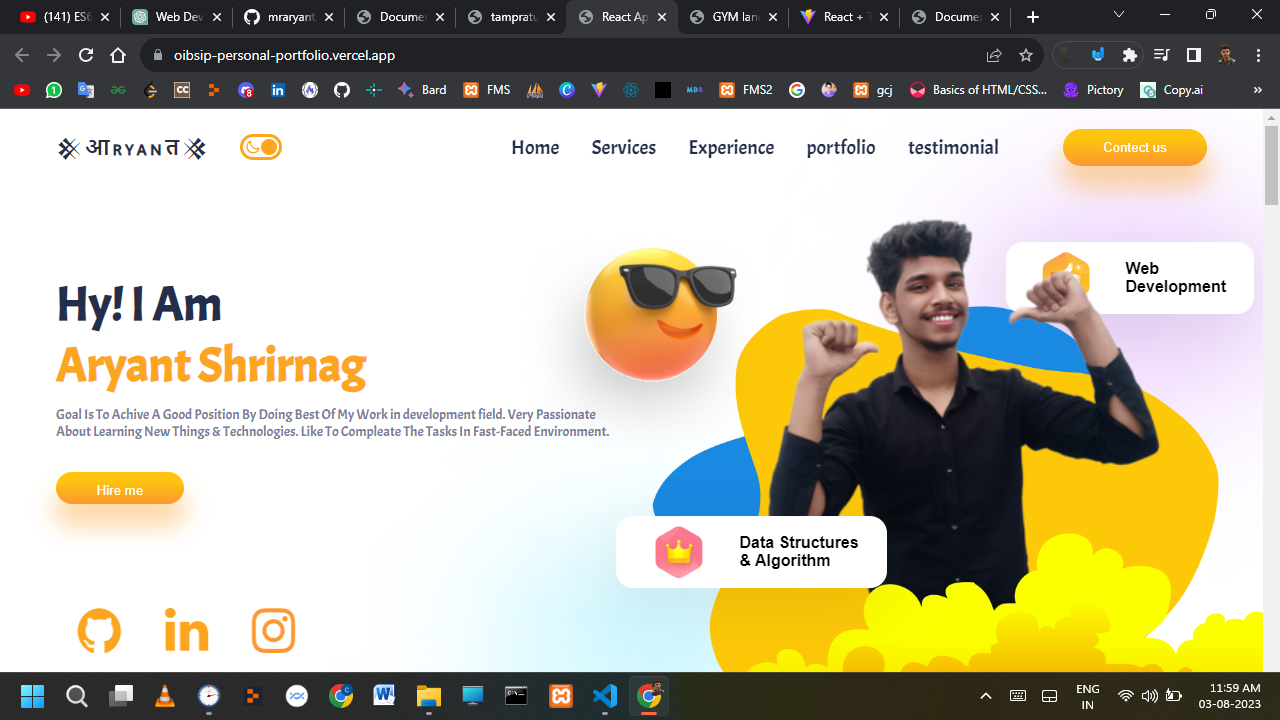 (141) ES6
Web Dev
mraryant
Docume
tampratu
React Ap
GYM lan
React + T
Docume
oibsip-personal-portfolio.vercel.app
Bard
FMS
FMS2
gcj
Basics of HTML/CSS...
Pictory
Copy.ai
»
आRYANत
Home
Services
Experience
portfolio
testimonial
Contect us
Hy! I Am
Aryant Shrirnag
Goal Is To Achive A Good Position By Doing Best Of My Work in development field. Very Passionate
About Learning New Things & Technologies. Like To Compleate The Tasks In Fast-Faced Environment.
Hire me
Web
Development
Data Structures
& Algorithm
ENG
IN
11:59 AM
03-08-2023